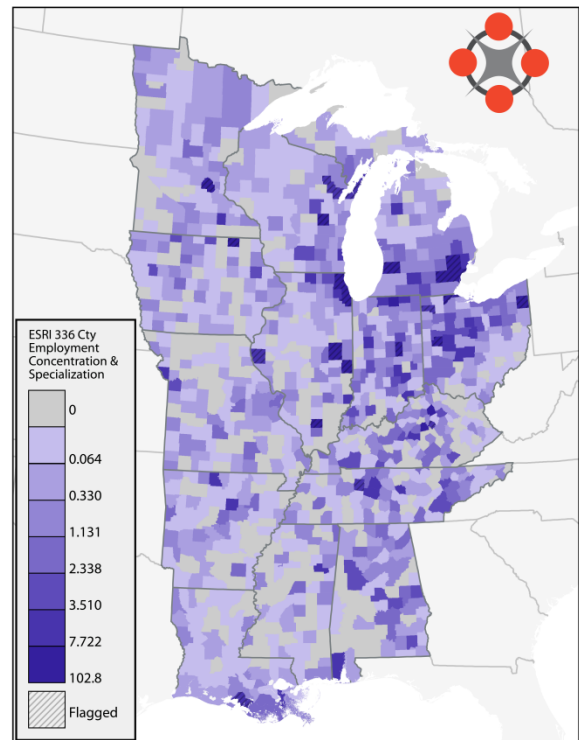 ESRI 336 Cty
Employment
Concentration &
Specialization
0
0.064
0.330
1.131
2.338
3.510
7.722
102.8
Flagged